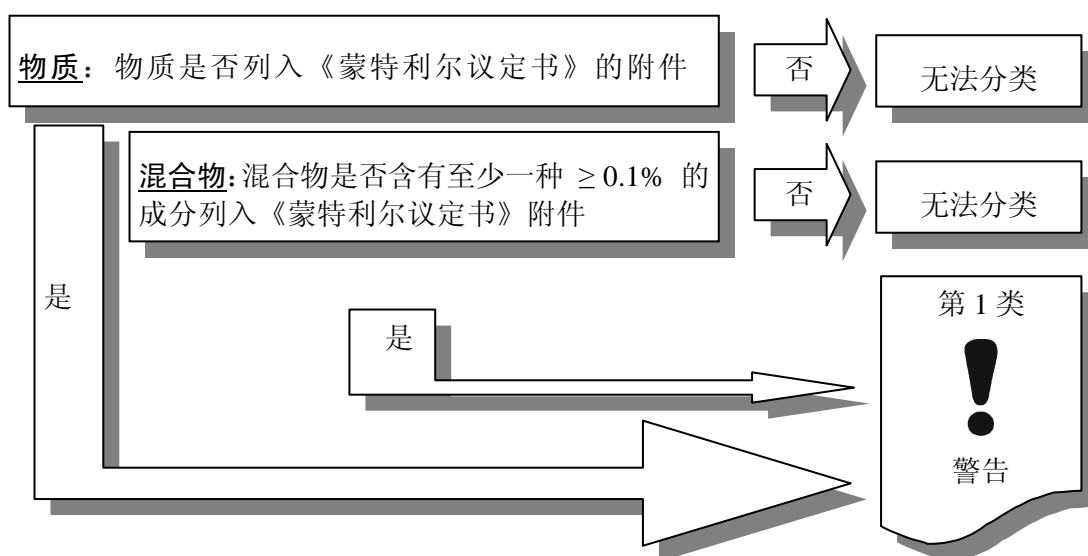 物质：物质是否列入《蒙特利尔议定书》的附件
否
无法分类
混合物：混合物是否含有至少一种 ≥ 0.1% 的
成分列入《蒙特利尔议定书》附件
否
无法分类
是
是
第 1 类
警告